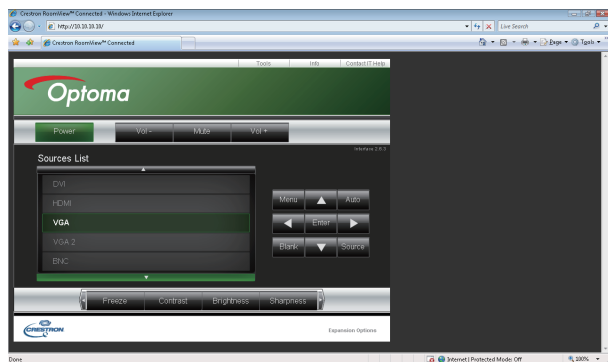 Crestron RoomView™ Connected - Windows Internet Explorer
http://10.10.10.10/
Live Search
Crestron RoomView™ Connected
Page Tools
Tools Info Contact IT Help
Optoma
Power Vol - Mute Vol +
Interface 2.6.3
Sources List
DVI
HDMI
VGA
VGA 2
BNC
Menu Auto
Enter
Blank Source
Freeze Contrast Brightness Sharpness
CRESTRON
Expansion Options
Done
Internet | Protected Mode: Off
100%